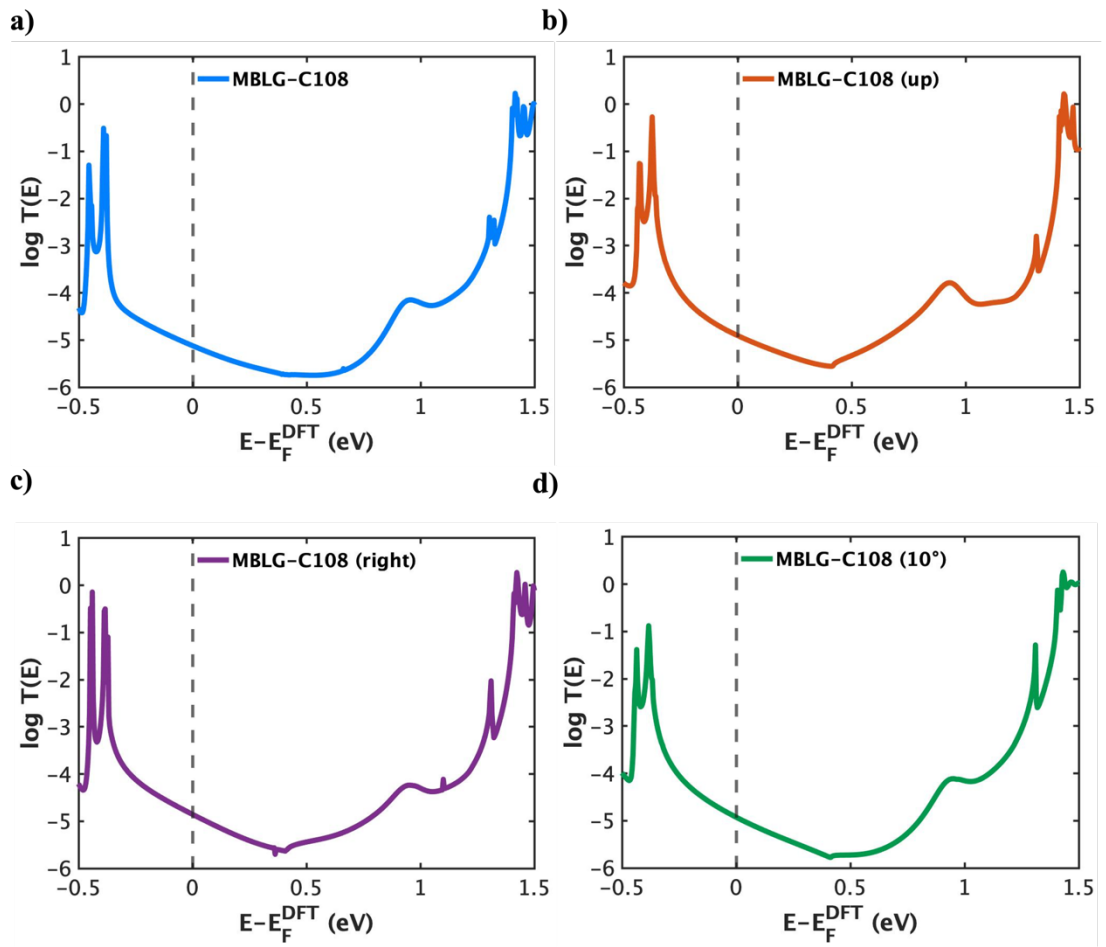 a)
MBLG-C108
log T(E)
1
0
-1
-2
-3
-4
-5
-6
-0.5 0 0.5 1 1.5
E-E_F^DFT (eV)
b)
MBLG-C108 (up)
log T(E)
1
0
-1
-2
-3
-4
-5
-6
-0.5 0 0.5 1 1.5
E-E_F^DFT (eV)
c)
MBLG-C108 (right)
log T(E)
1
0
-1
-2
-3
-4
-5
-6
-0.5 0 0.5 1 1.5
E-E_F^DFT (eV)
d)
MBLG-C108 (10°)
log T(E)
1
0
-1
-2
-3
-4
-5
-6
-0.5 0 0.5 1 1.5
E-E_F^DFT (eV)